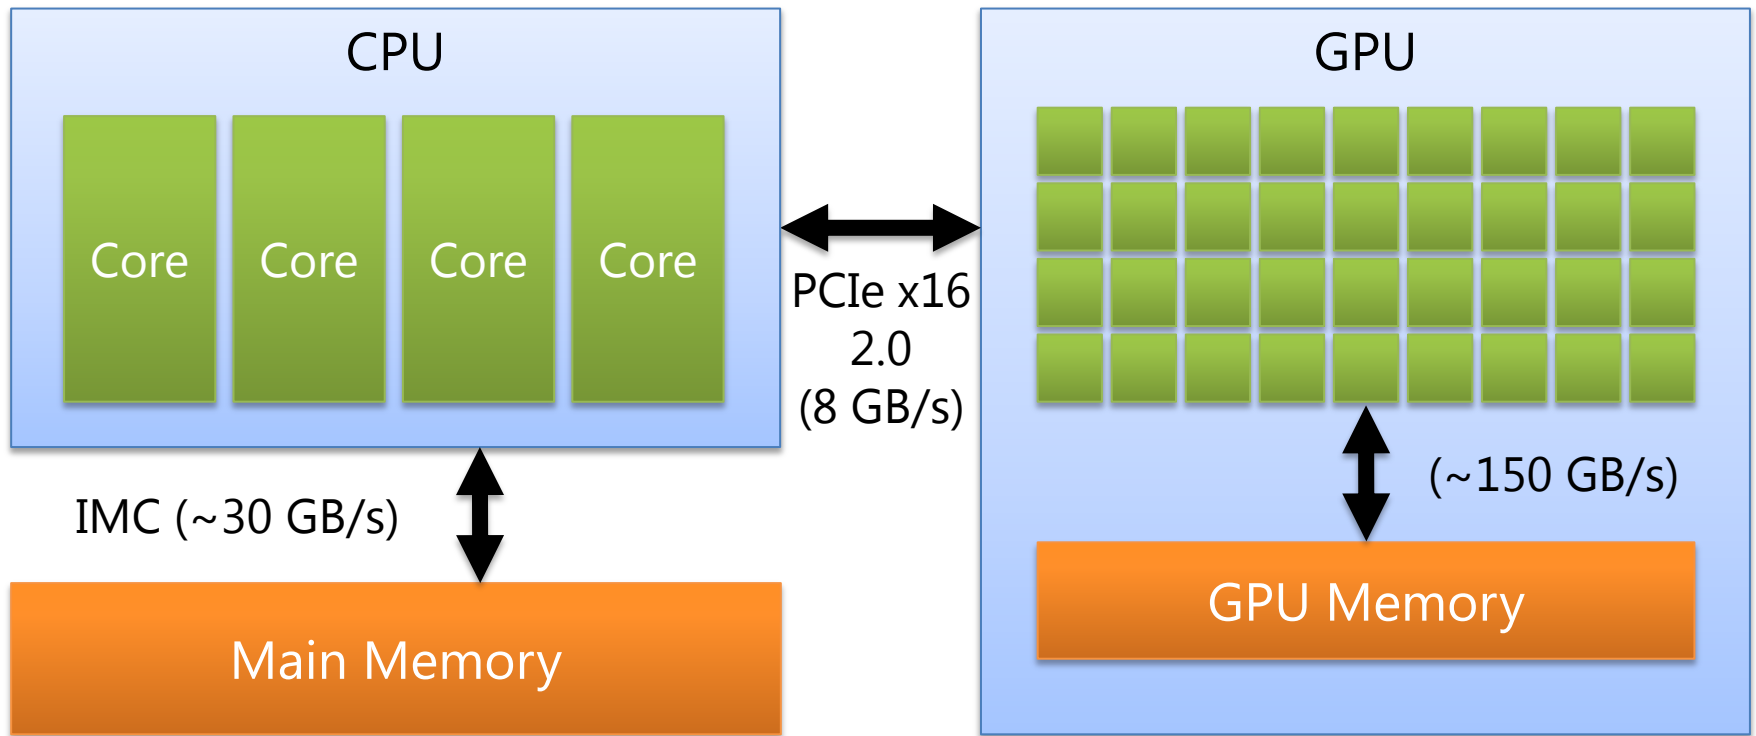 CPU
Core
Core
Core
Core
IMC (~30 GB/s)
Main Memory
PCIe x16
2.0
(8 GB/s)
GPU
(~150 GB/s)
GPU Memory